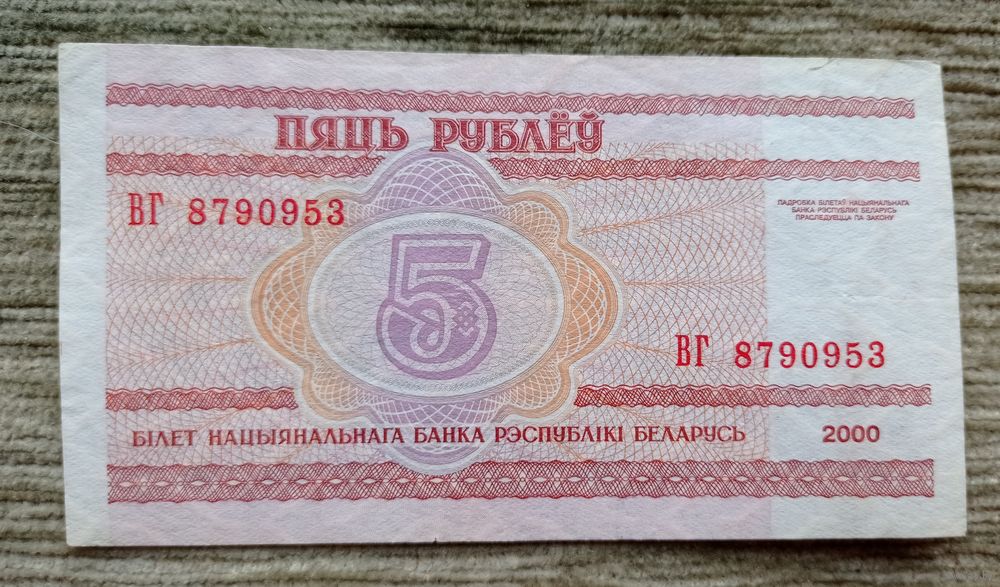 ПЯЦЬ РУБЛЁЎ
ВГ 8790953
ПАДРОБКА БІЛЕТАЎ НАЦЫЯНАЛЬНАГА
БАНКА РЭСПУБЛІКІ БЕЛАРУСЬ
ПРАСЛЕДУЕЦЦА ПА ЗАКОНУ
5
ВГ 8790953
БІЛЕТ НАЦЫЯНАЛЬНАГА БАНКА РЭСПУБЛІКІ БЕЛАРУСЬ 2000